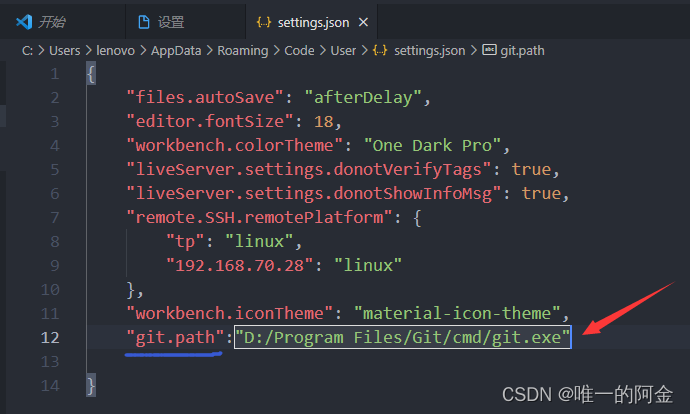 开始 设置 settings.json
C: > Users > lenovo > AppData > Roaming > Code > User > settings.json > git.path
1 {
2 "files.autoSave": "afterDelay",
3 "editor.fontSize": 18,
4 "workbench.colorTheme": "One Dark Pro",
5 "liveServer.settings.donotVerifyTags": true,
6 "liveServer.settings.donotShowInfoMsg": true,
7 "remote.SSH.remotePlatform": {
8 "tp": "linux",
9 "192.168.70.28": "linux"
10 },
11 "workbench.iconTheme": "material-icon-theme",
12 "git.path":"D:/Program Files/Git/cmd/git.exe"
13
14 }
CSDN @唯一的阿金